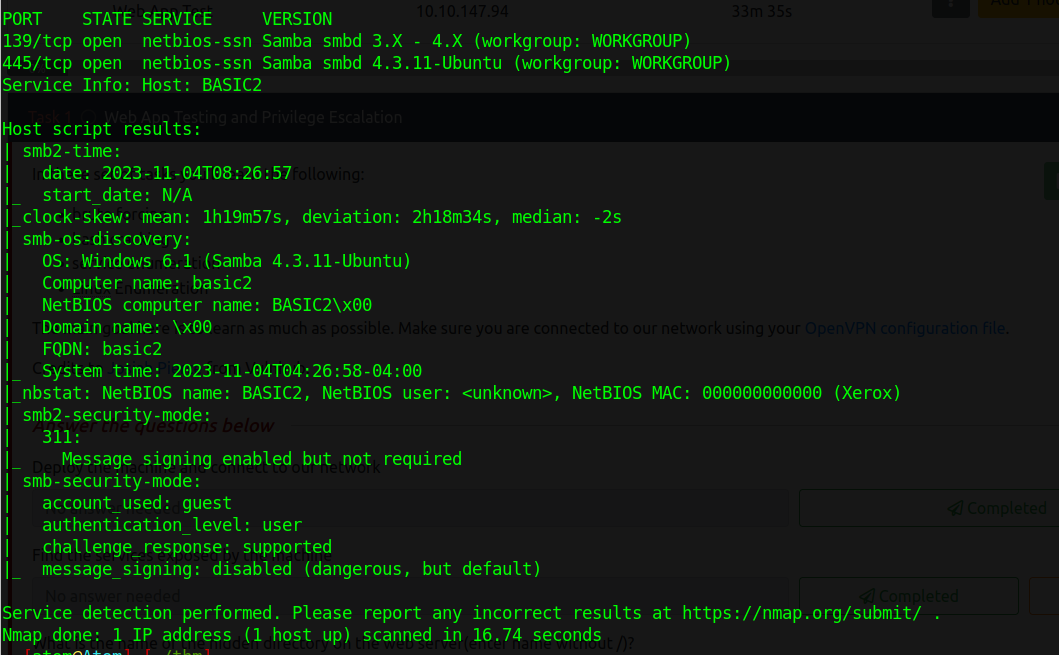 Web App Test 10.10.147.94 33m 35s
PORT STATE SERVICE VERSION
139/tcp open netbios-ssn Samba smbd 3.X - 4.X (workgroup: WORKGROUP)
445/tcp open netbios-ssn Samba smbd 4.3.11-Ubuntu (workgroup: WORKGROUP)
Service Info: Host: BASIC2
Web App Testing and Privilege Escalation
Host script results:
| smb2-time:
following:
|   date: 2023-11-04T08:26:57
|_  start_date: N/A
|_clock-skew: mean: 1h19m57s, deviation: 2h18m34s, median: -2s
| smb-os-discovery:
|   OS: Windows 6.1 (Samba 4.3.11-Ubuntu)
|   Computer name: basic2
|   NetBIOS computer name: BASIC2\x00
|   Domain name: \x00
earn as much as possible. Make sure you are connected to our network using your OpenVPN configuration file.
|   FQDN: basic2
|_  System time: 2023-11-04T04:26:58-04:00
|_nbstat: NetBIOS name: BASIC2, NetBIOS user: <unknown>, NetBIOS MAC: 000000000000 (Xerox)
| smb2-security-mode:
Answer the questions below
|   311:
|_    Message signing enabled but not required
Deploy the machine and connect to our network
| smb-security-mode:
|   account_used: guest
Completed
|   authentication_level: user
|   challenge_response: supported
Find the services exposed by the machine
|_  message_signing: disabled (dangerous, but default)
No answer needed
Completed
Service detection performed. Please report any incorrect results at https://nmap.org/submit/ .
Nmap done: 1 IP address (1 host up) scanned in 16.74 seconds
What is the name of the hidden directory on the web server(enter name without /)?